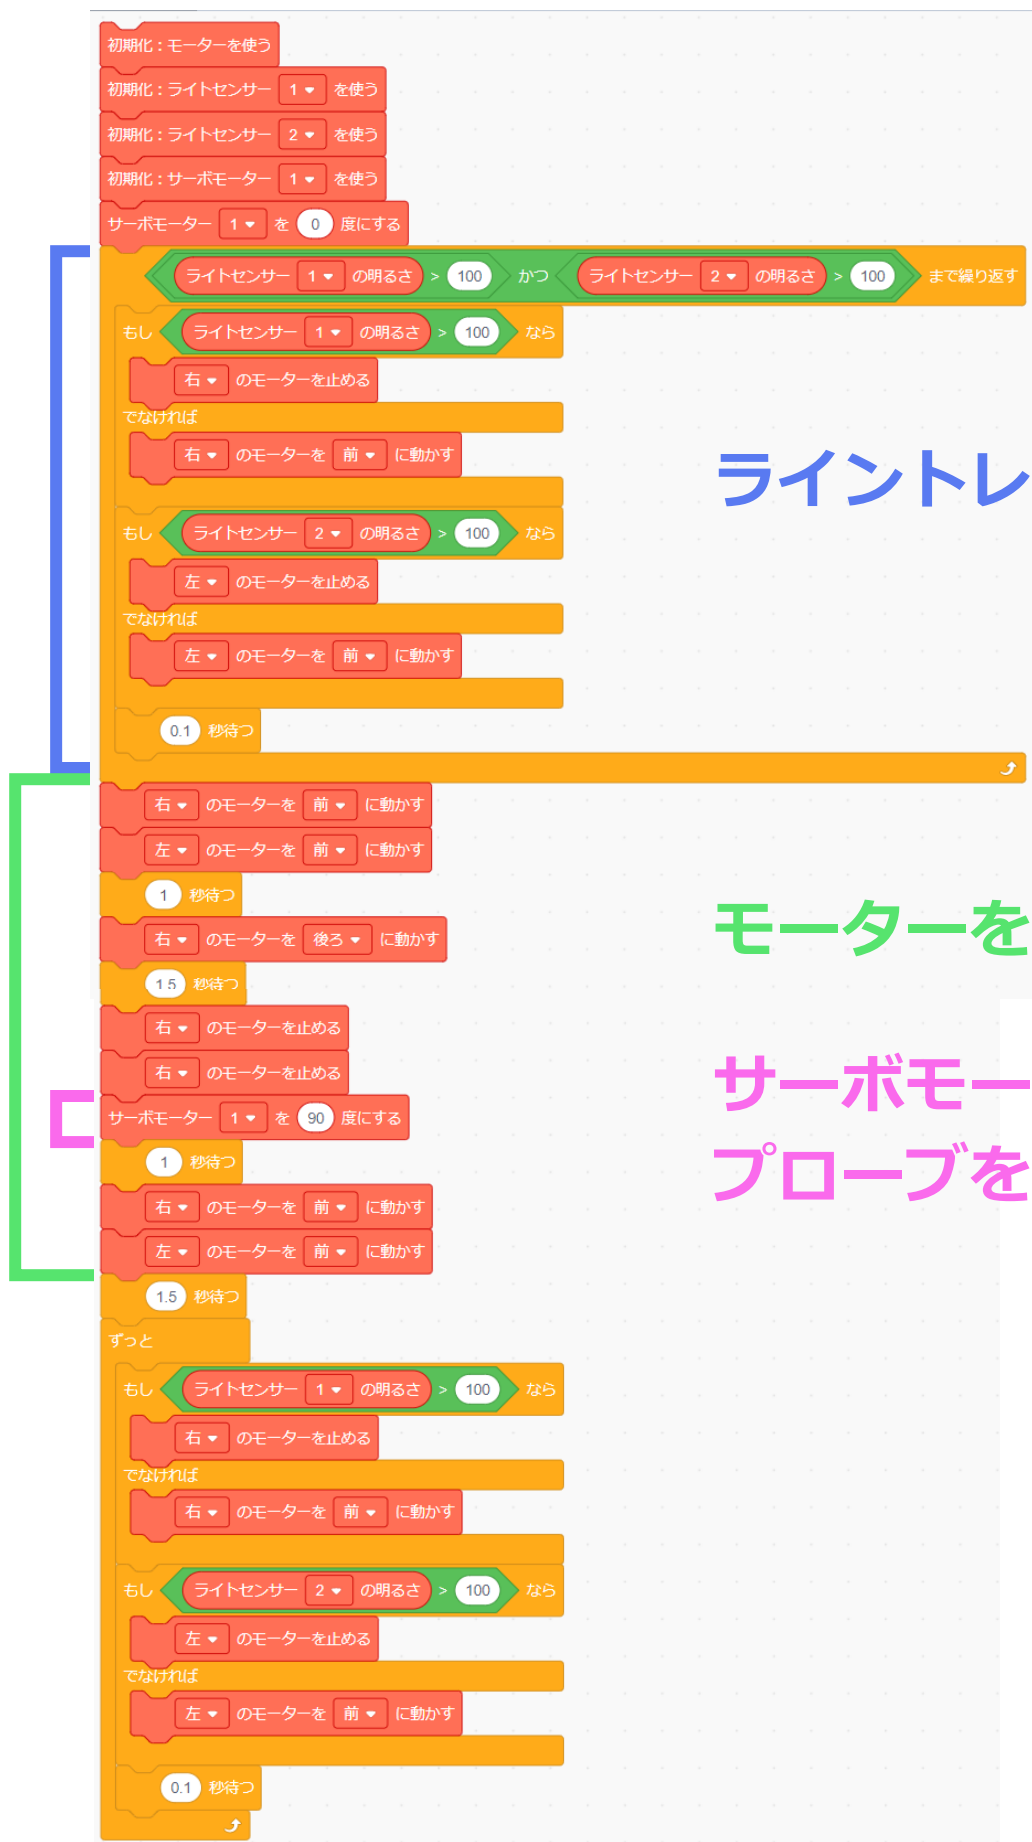 初期化：モーターを使う
初期化：ライトセンサー 1 を使う
初期化：ライトセンサー 2 を使う
初期化：サーボモーター 1 を使う
サーボモーター 1 を 0 度にする
ライトセンサー 1 の明るさ > 100 かつ ライトセンサー 2 の明るさ > 100 まで繰り返す
もし ライトセンサー 1 の明るさ > 100 なら
右 のモーターを止める
でなければ
右 のモーターを 前 に動かす
ライントレ
もし ライトセンサー 2 の明るさ > 100 なら
左 のモーターを止める
でなければ
左 のモーターを 前 に動かす
0.1 秒待つ
右 のモーターを 前 に動かす
左 のモーターを 前 に動かす
1 秒待つ
モーターを
右 のモーターを 後ろ に動かす
1.5 秒待つ
右 のモーターを止める
右 のモーターを止める
サーボモー
サーボモーター 1 を 90 度にする
1 秒待つ
プローブを
右 のモーターを 前 に動かす
左 のモーターを 前 に動かす
1.5 秒待つ
ずっと
もし ライトセンサー 1 の明るさ > 100 なら
右 のモーターを止める
でなければ
右 のモーターを 前 に動かす
もし ライトセンサー 2 の明るさ > 100 なら
左 のモーターを止める
でなければ
左 のモーターを 前 に動かす
0.1 秒待つ